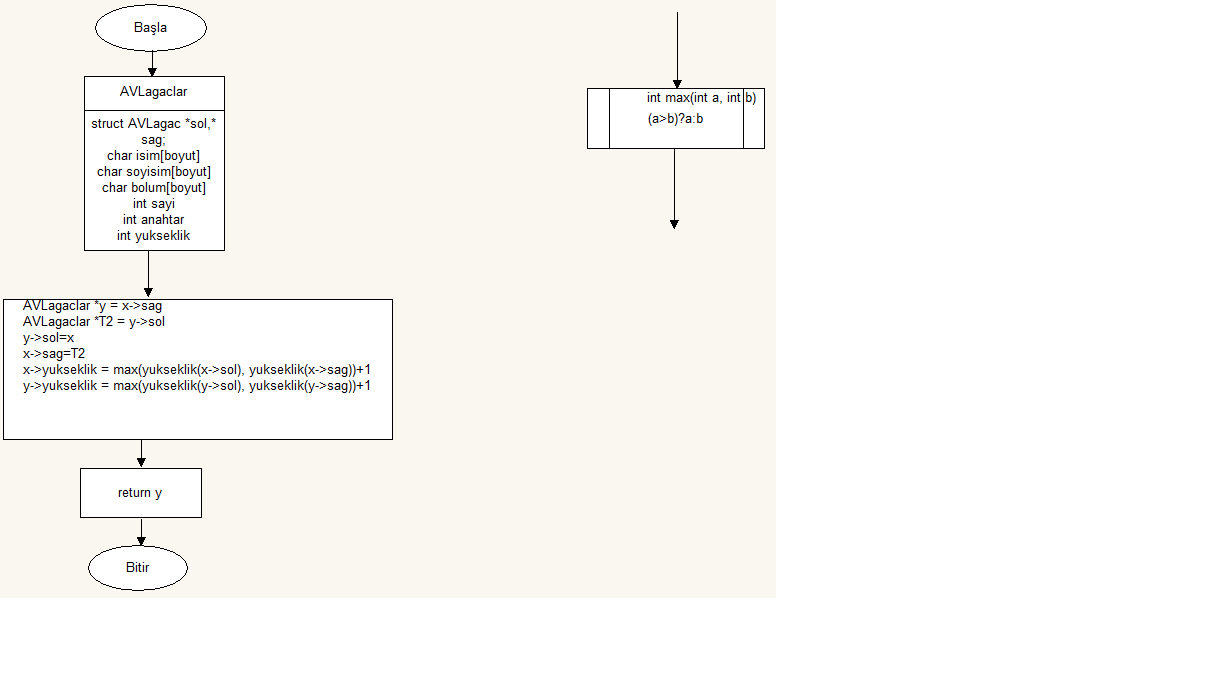 Başla
AVLagaclar
struct AVLagac *sol,*
sag;
char isim[boyut]
char soyisim[boyut]
char bolum[boyut]
int sayi
int anahtar
int yukseklik
AVLagaclar *y = x->sag
AVLagaclar *T2 = y->sol
y->sol=x
x->sag=T2
x->yukseklik = max(yukseklik(x->sol), yukseklik(x->sag))+1
y->yukseklik = max(yukseklik(y->sol), yukseklik(y->sag))+1
return y
Bitir
int max(int a, int b)
(a>b)?a:b